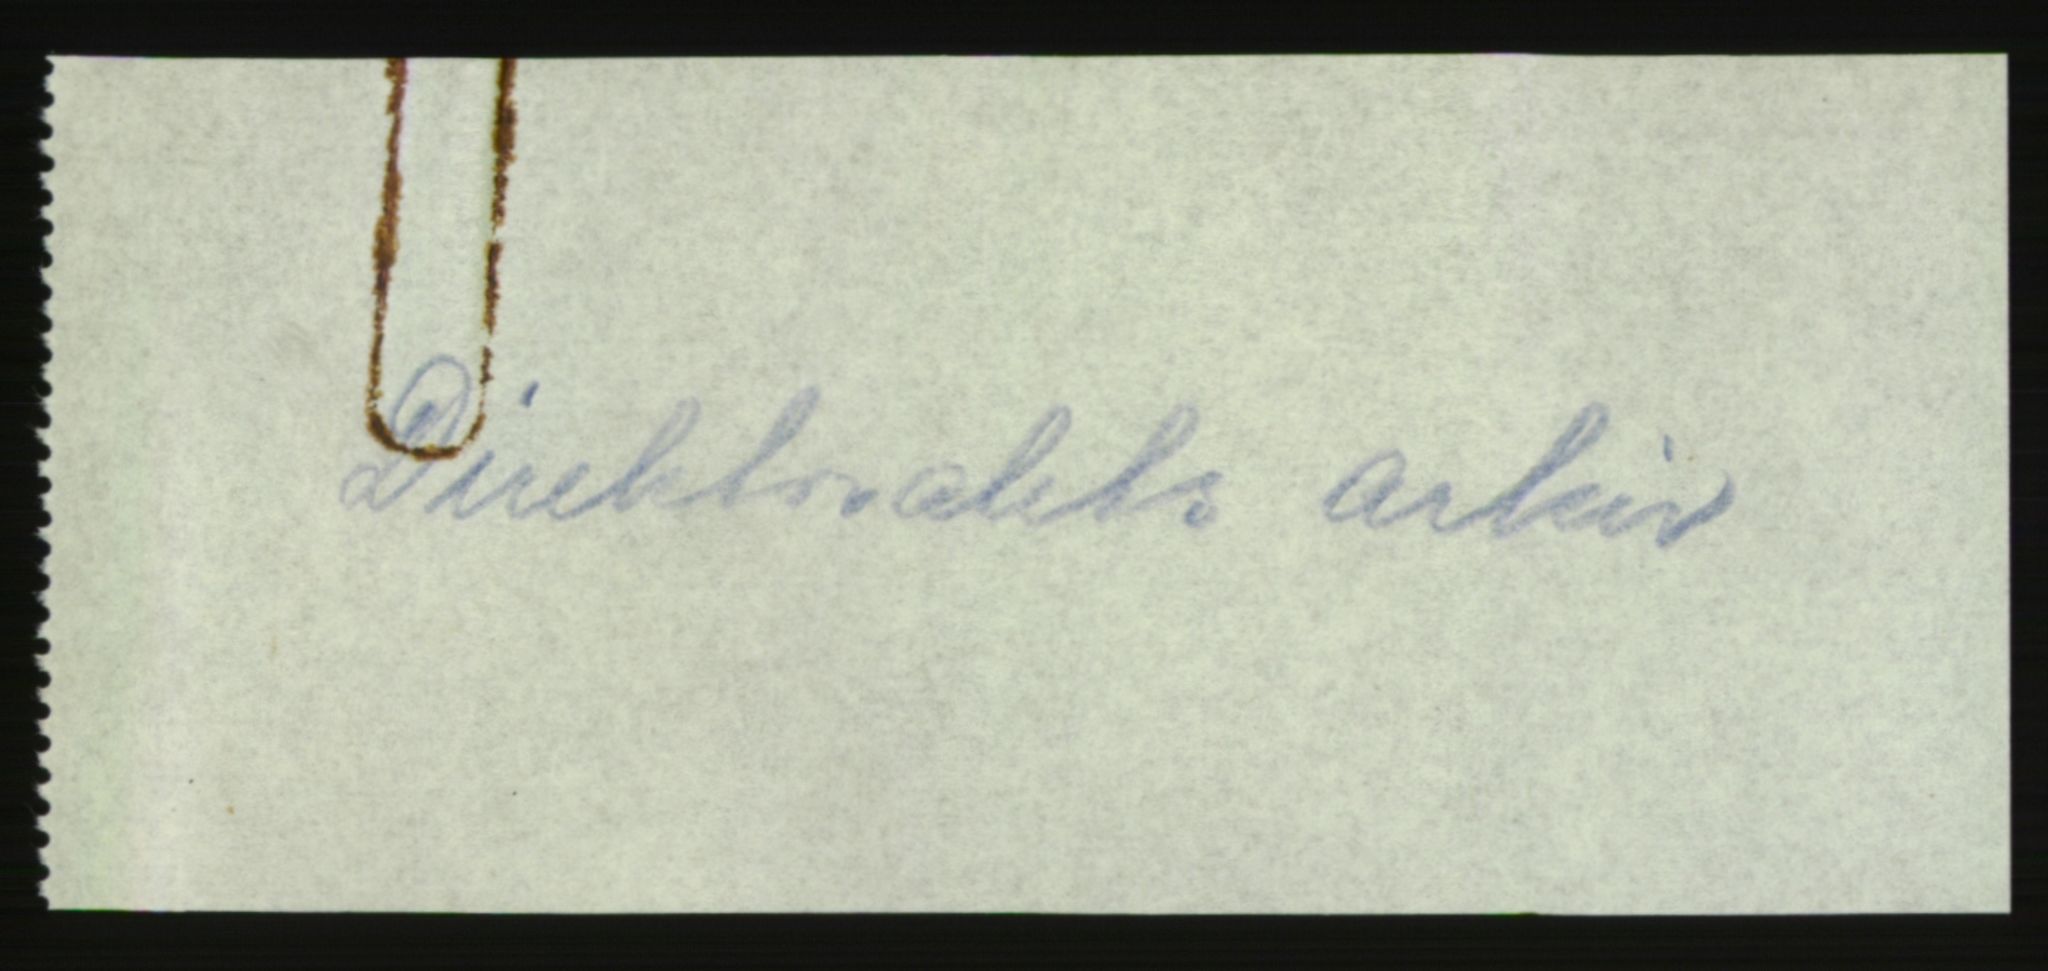 Direktoratets arkiv